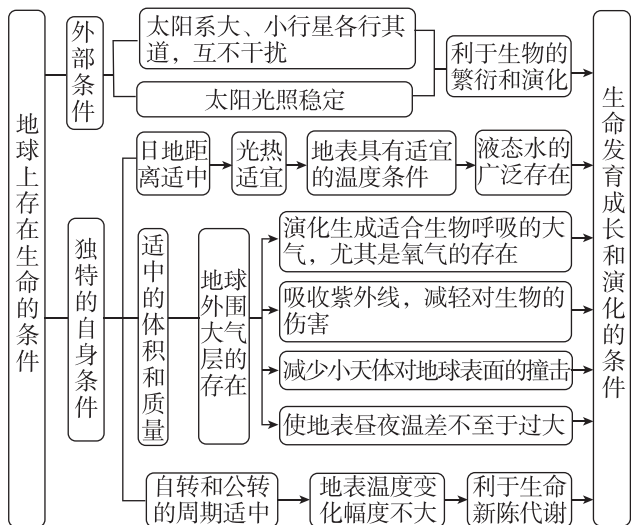 地球上存在生命的条件
外部条件
太阳系大、小行星各行其
道，互不干扰
太阳光照稳定
利于生物的
繁衍和演化
独特的自身条件
日地距
离适中
光热
适宜
地表具有适宜
的温度条件
液态水的
广泛存在
适中的体积和质量
地球
外围
大气
层的
存在
演化生成适合生物呼吸的大
气，尤其是氧气的存在
吸收紫外线，减轻对生物的
伤害
减少小天体对地球表面的撞击
使地表昼夜温差不至于过大
自转和公转
的周期适中
地表温度变
化幅度不大
利于生命
新陈代谢
生命发育成长和演化的条件